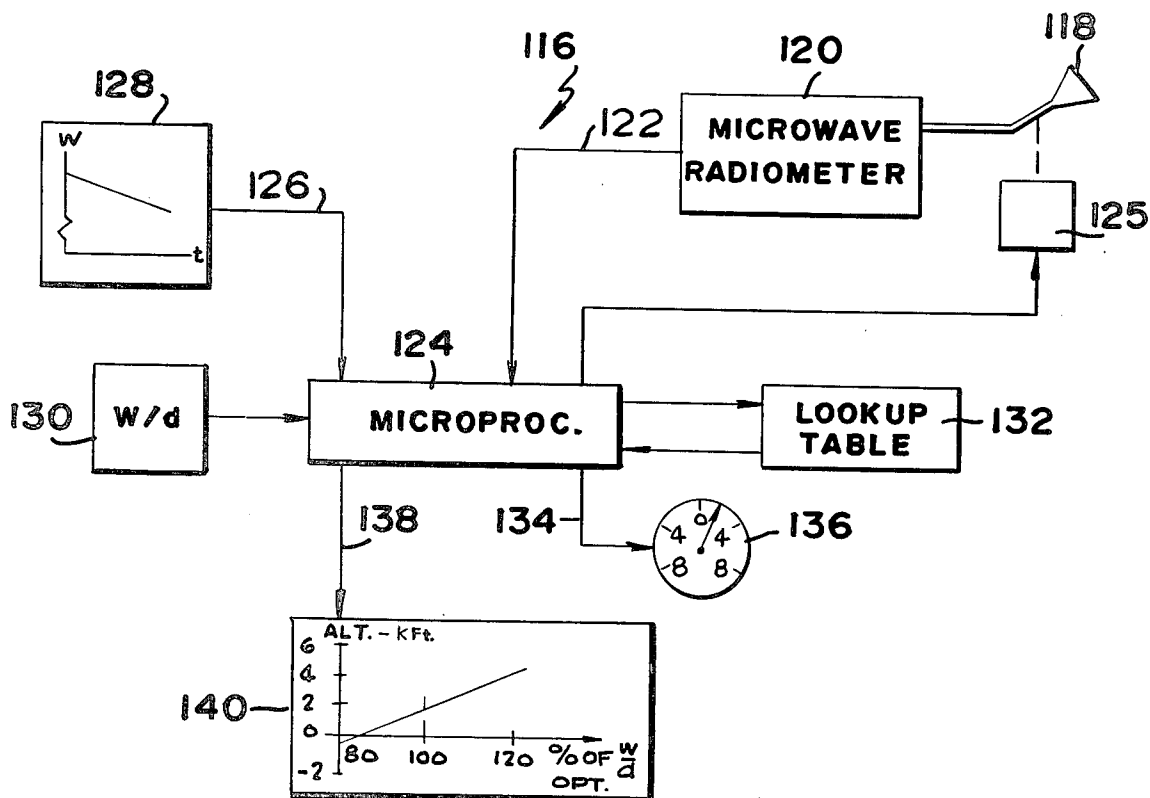 116
120
118
128
122
MICROWAVE
RADIOMETER
W
126
t
125
124
130
W/d
MICROPROC.
LOOKUP
TABLE
132
138
134
0
4
4
8
8
136
ALT. - KFt.
6
4
2
0
-2
140
80
100
120
% OF
OPT.
W
d